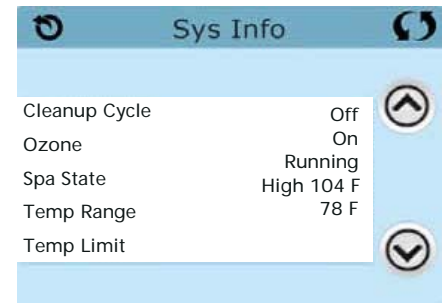 Sys Info
Cleanup Cycle Off
Ozone On
Spa State Running
Temp Range High 104 F
Temp Limit 78 F